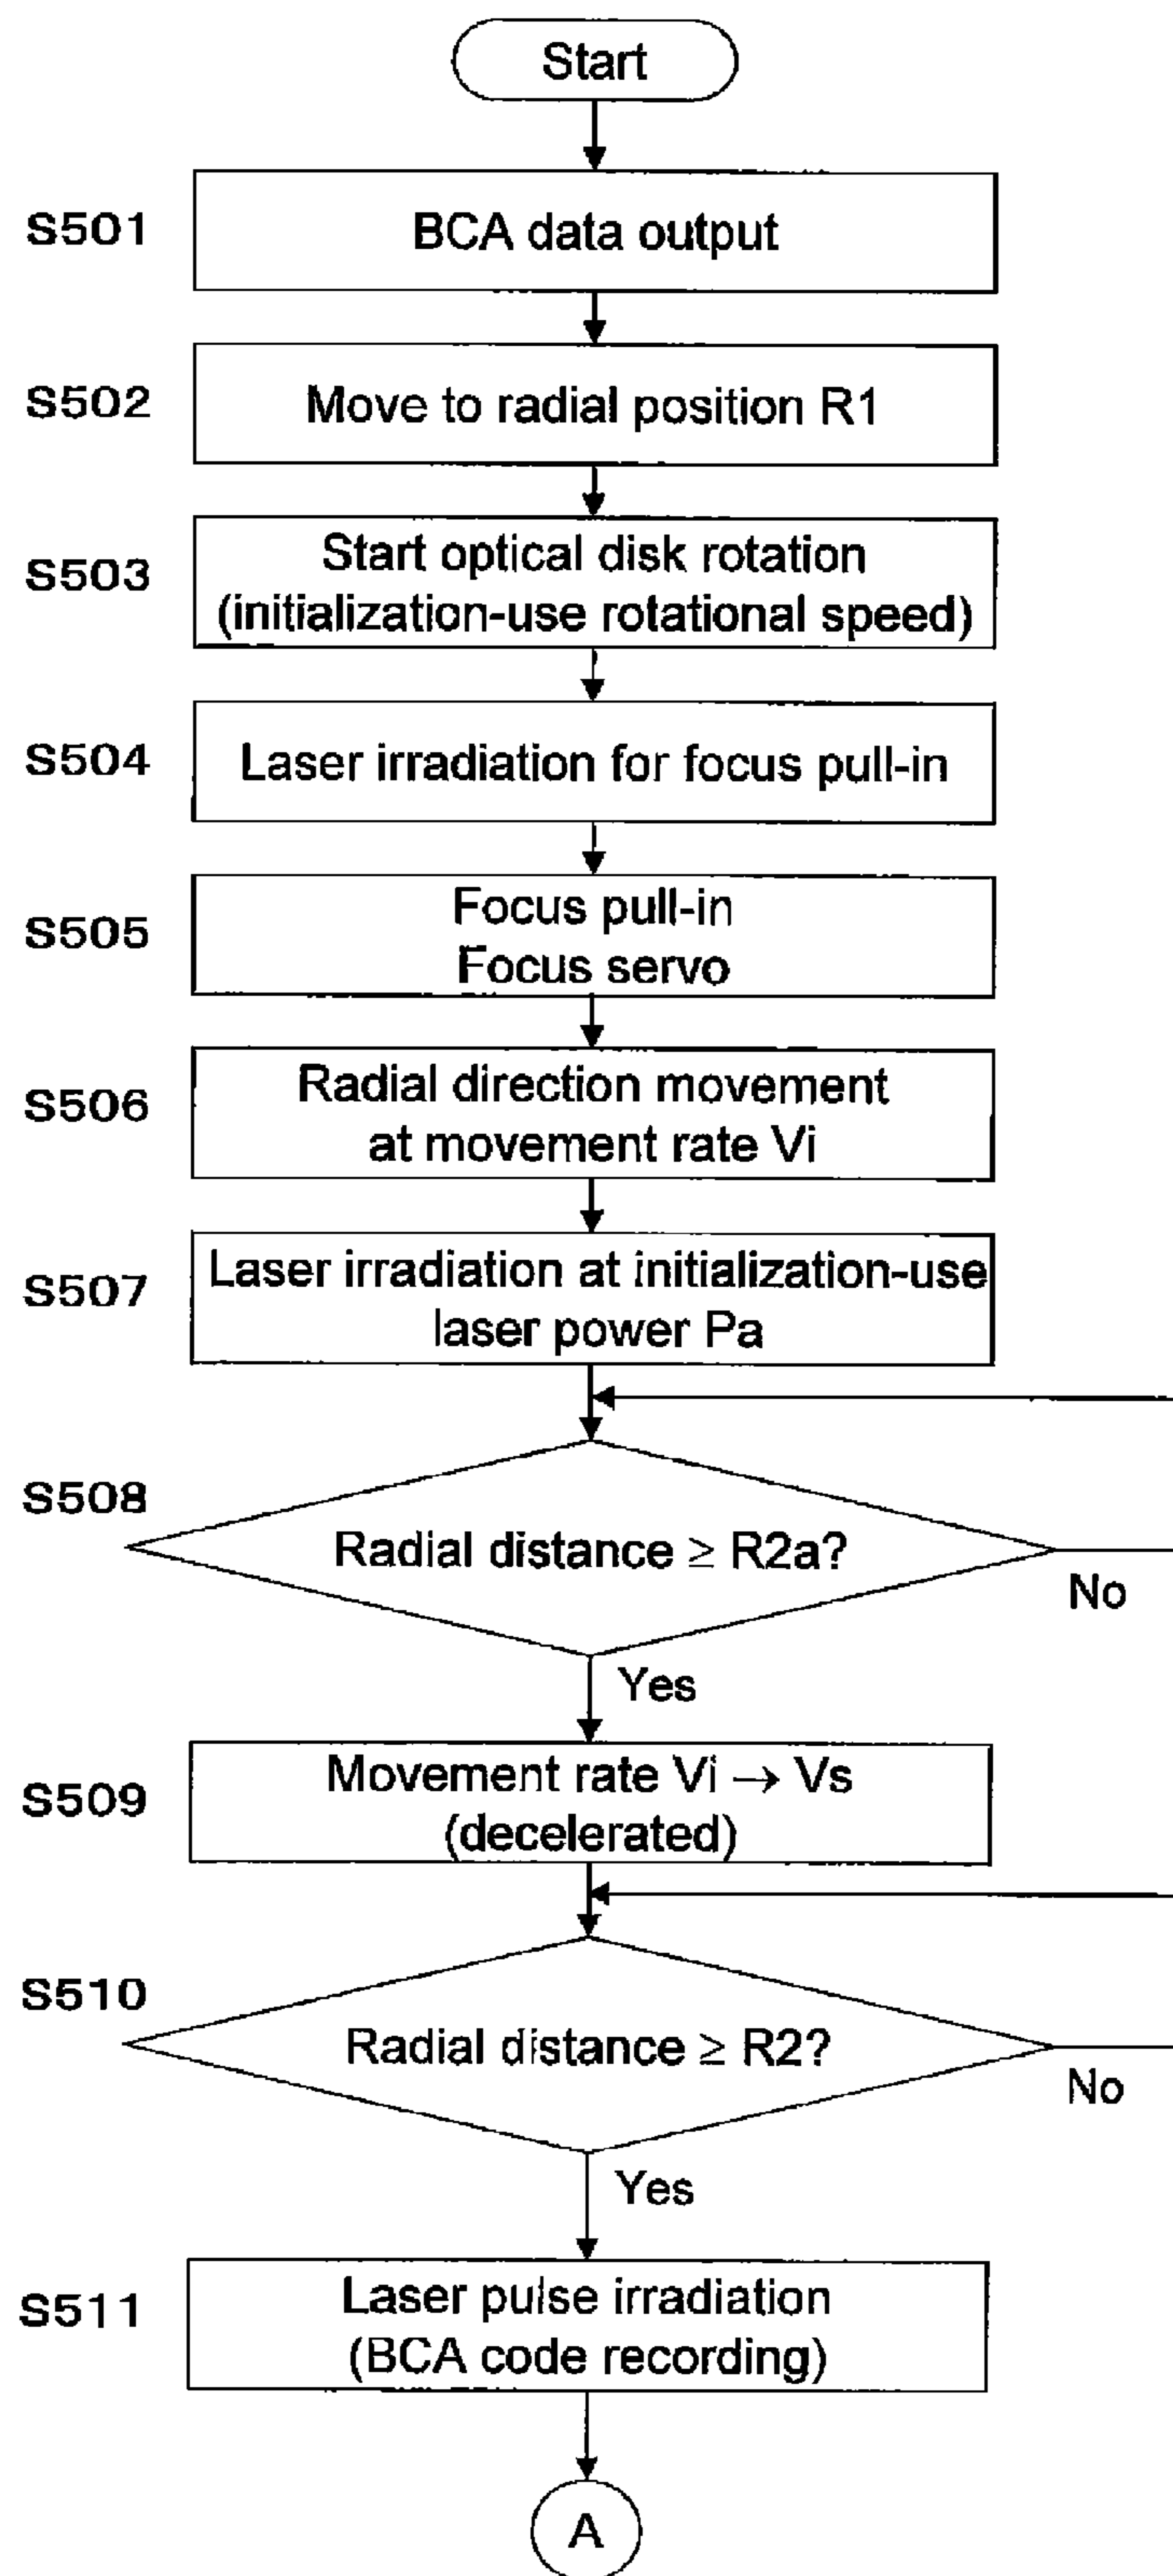 Start
S501
BCA data output
S502
Move to radial position R1
S503
Start optical disk rotation
(initialization-use rotational speed)
S504
Laser irradiation for focus pull-in
S505
Focus pull-in
Focus servo
S506
Radial direction movement
at movement rate Vi
S507
Laser irradiation at initialization-use
laser power Pa
S508
Radial distance ≥ R2a?
No
Yes
S509
Movement rate Vi → Vs
(decelerated)
S510
Radial distance ≥ R2?
No
Yes
S511
Laser pulse irradiation
(BCA code recording)
A